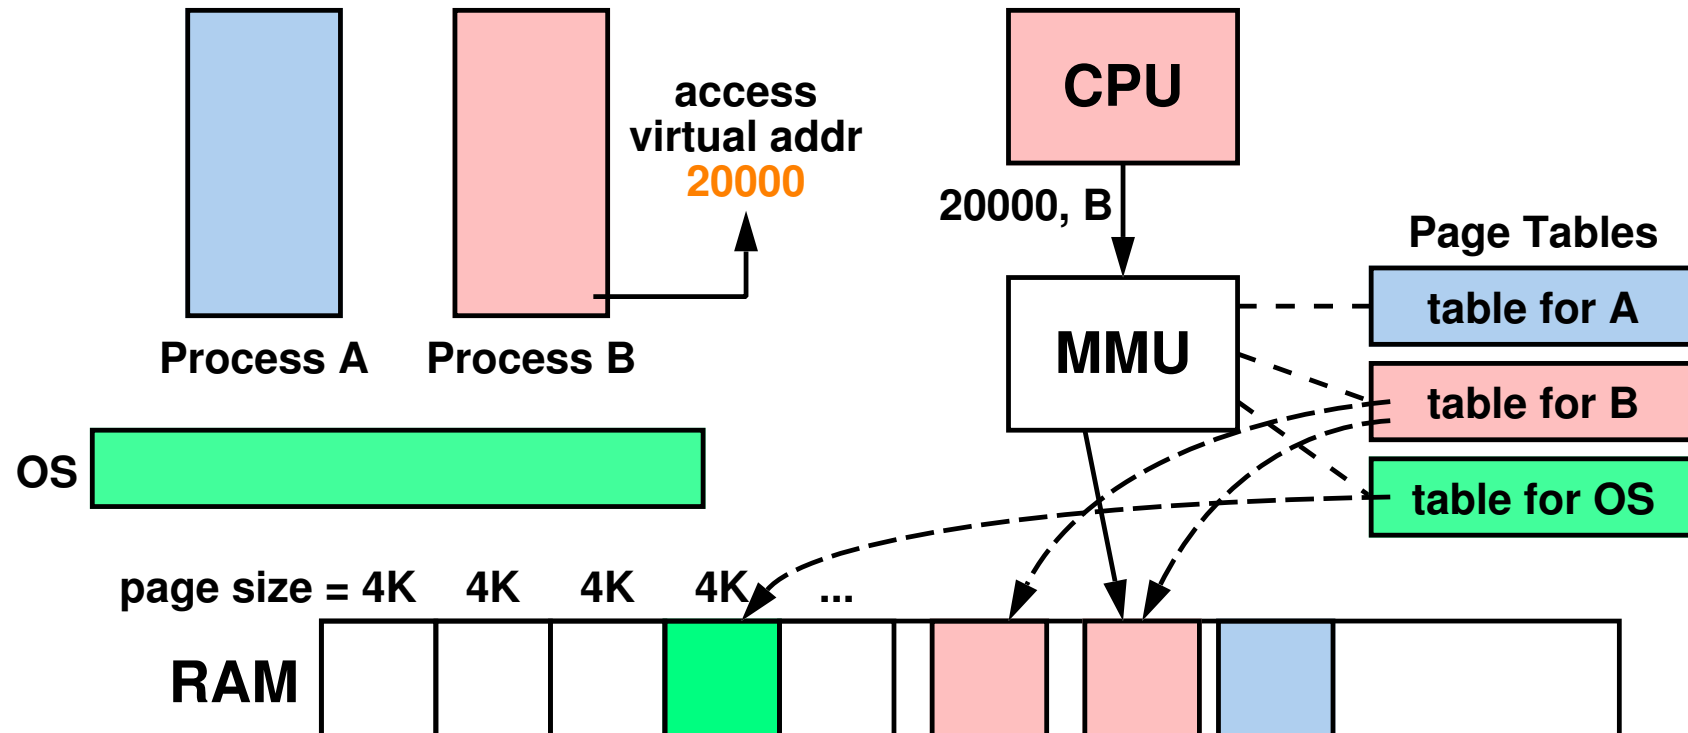 access
virtual addr
20000
CPU
20000, B
Page Tables
table for A
MMU
Process A
Process B
table for B
OS
table for OS
page size = 4K 4K 4K 4K ...
RAM